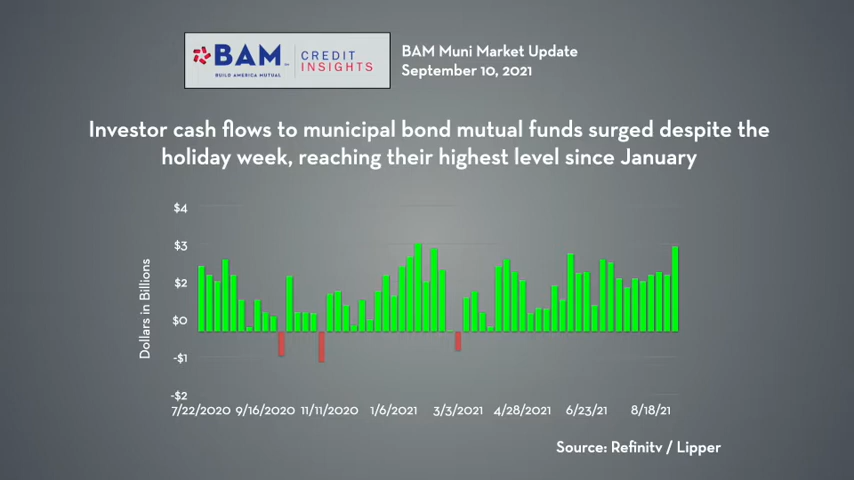 BAM
BUILD AMERICA MUTUAL
CREDIT
INSIGHTS
BAM Muni Market Update
September 10, 2021
Investor cash flows to municipal bond mutual funds surged despite the
holiday week, reaching their highest level since January
Dollars in Billions
$4
$3
$2
$0
-$1
-$2
7/22/2020 9/16/2020 11/11/2020 1/6/2021 3/3/2021 4/28/2021 6/23/21 8/18/21
Source: Refinitv / Lipper